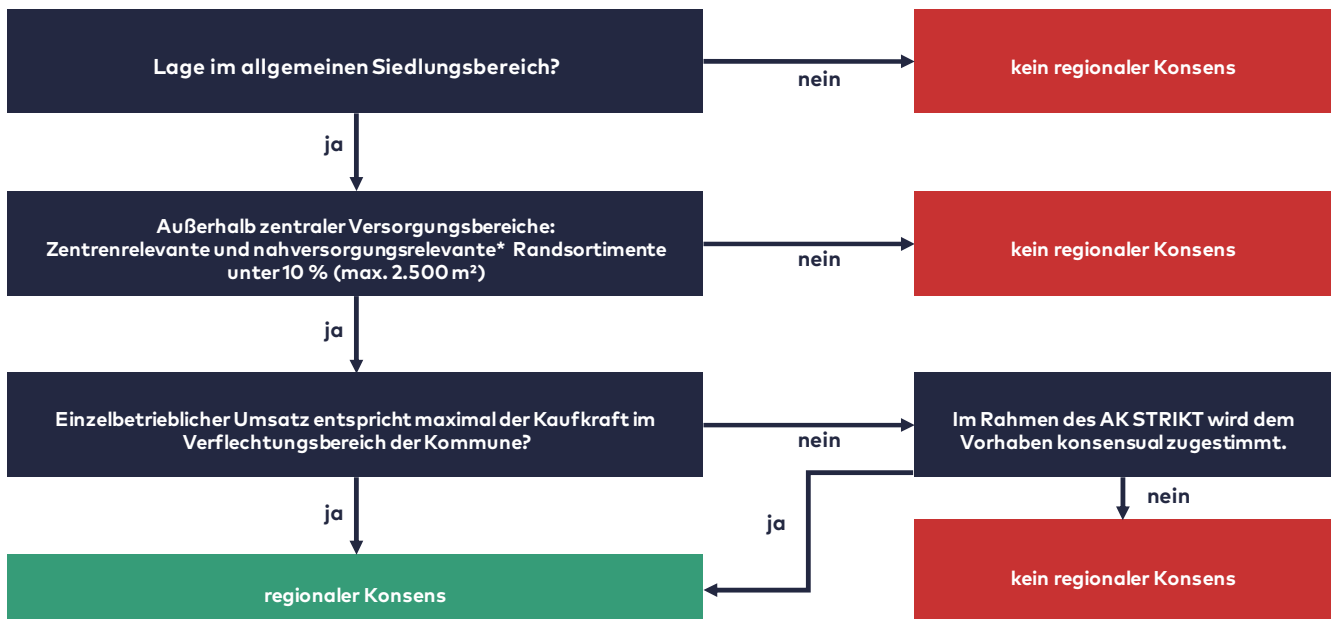 Lage im allgemeinen Siedlungsbereich?
nein
kein regionaler Konsens
ja
Außerhalb zentraler Versorgungsbereiche:
Zentrenrelevante und nahversorgungsrelevante* Randsortimente
unter 10 % (max. 2.500 m²)
nein
kein regionaler Konsens
ja
Einzelbetrieblicher Umsatz entspricht maximal der Kaufkraft im
Verflechtungsbereich der Kommune?
nein
Im Rahmen des AK STRIKT wird dem
Vorhaben konsensual zugestimmt.
ja
ja
nein
regionaler Konsens
kein regionaler Konsens